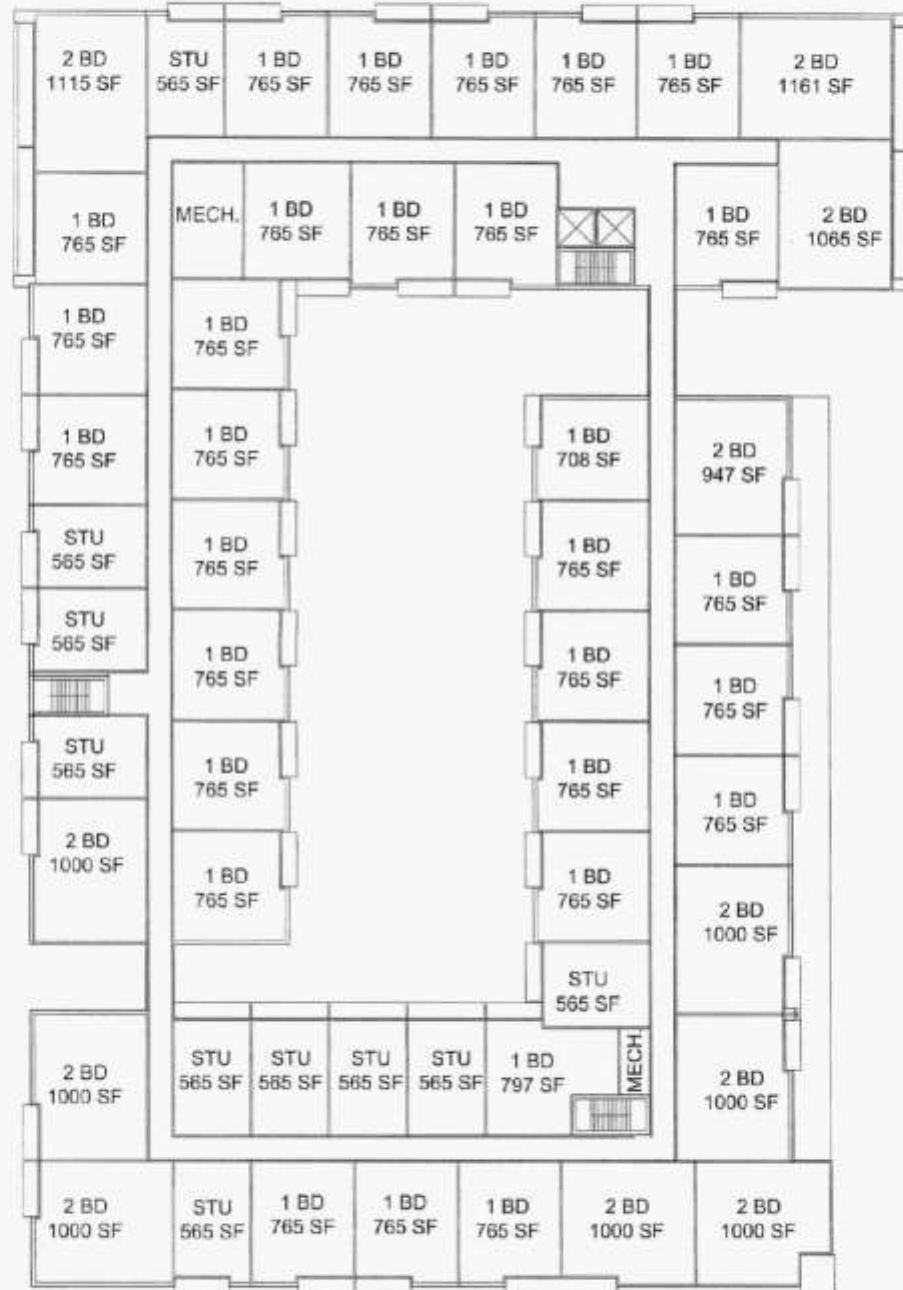 2 BD
1115 SF
STU
565 SF
1 BD
765 SF
1 BD
765 SF
1 BD
765 SF
1 BD
765 SF
1 BD
765 SF
2 BD
1161 SF
1 BD
765 SF
MECH.
1 BD
765 SF
1 BD
765 SF
1 BD
765 SF
1 BD
765 SF
2 BD
1065 SF
1 BD
765 SF
1 BD
765 SF
1 BD
765 SF
1 BD
765 SF
1 BD
708 SF
2 BD
947 SF
STU
565 SF
1 BD
765 SF
1 BD
765 SF
1 BD
765 SF
STU
565 SF
1 BD
765 SF
1 BD
765 SF
1 BD
765 SF
STU
565 SF
1 BD
765 SF
1 BD
765 SF
1 BD
765 SF
2 BD
1000 SF
1 BD
765 SF
1 BD
765 SF
2 BD
1000 SF
STU
565 SF
2 BD
1000 SF
STU
565 SF
STU
565 SF
STU
565 SF
STU
565 SF
1 BD
797 SF
MECH.
2 BD
1000 SF
2 BD
1000 SF
STU
565 SF
1 BD
765 SF
1 BD
765 SF
1 BD
765 SF
2 BD
1000 SF
2 BD
1000 SF